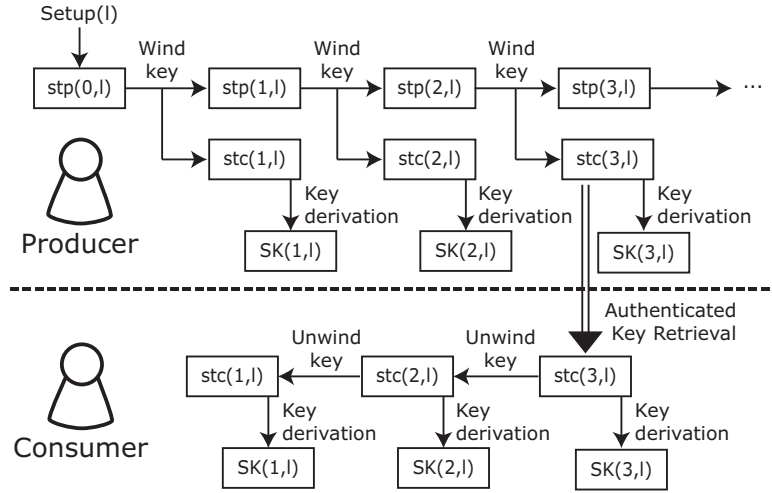 Setup(l)
Wind
key
Wind
key
Wind
key
stp(0,l)
stp(1,l)
stp(2,l)
stp(3,l)
...
stc(1,l)
stc(2,l)
stc(3,l)
Key
derivation
Key
derivation
Key
derivation
Producer
SK(1,l)
SK(2,l)
SK(3,l)
Authenticated
Key Retrieval
Unwind
key
Unwind
key
stc(1,l)
stc(2,l)
stc(3,l)
Key
derivation
Key
derivation
Key
derivation
Consumer
SK(1,l)
SK(2,l)
SK(3,l)